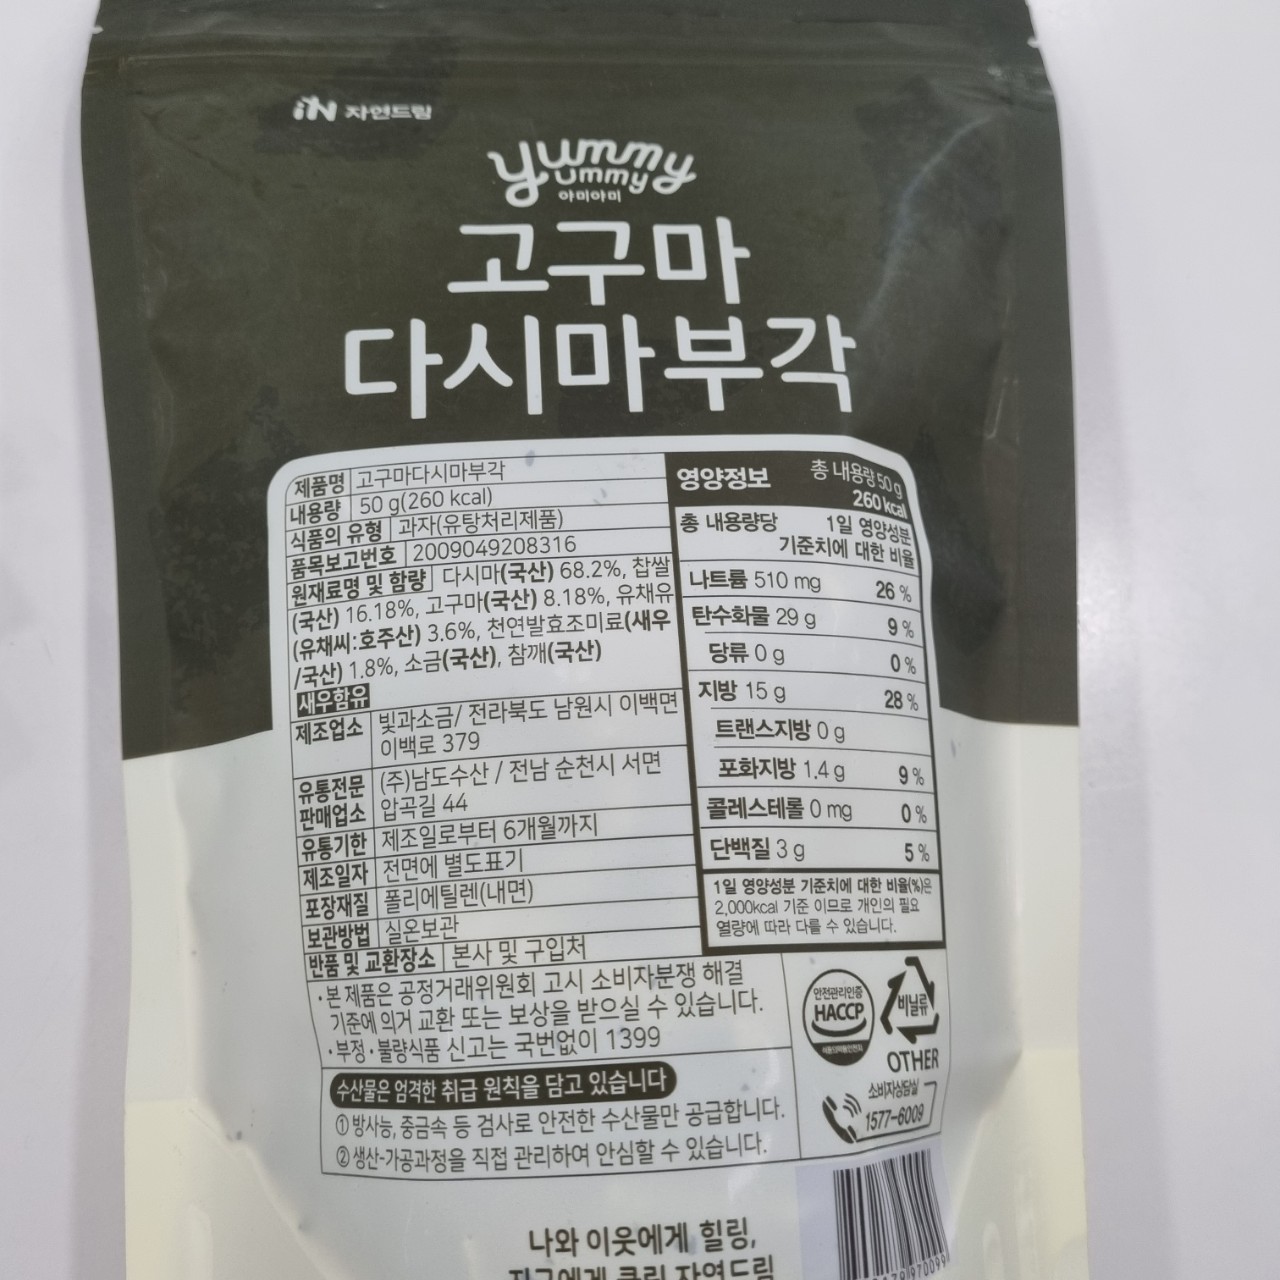 iN 자연드림
yummy
ummy
야미야미
고구마
다시마부각
제품명 고구마다시마부각
내용량 50 g(260 kcal)
식품의 유형 과자(유탕처리제품)
품목보고번호 2009049208316
원재료명 및 함량 다시마(국산) 68.2%, 찹쌀
(국산) 16.18%, 고구마(국산) 8.18%, 유채유
(유채씨:호주산) 3.6%, 천연발효조미료(새우
/국산) 1.8%, 소금(국산), 참깨(국산)
새우함유
제조업소 빛과소금/ 전라북도 남원시 이백면
이백로 379
유통전문
판매업소 (주)남도수산 / 전남 순천시 서면
압곡길 44
유통기한 제조일로부터 6개월까지
제조일자 전면에 별도표기
포장재질 폴리에틸렌(내면)
보관방법 실온보관
반품 및 교환장소 본사 및 구입처
·본 제품은 공정거래위원회 고시 소비자분쟁 해결
기준에 의거 교환 또는 보상을 받으실 수 있습니다.
·부정·불량식품 신고는 국번없이 1399
수산물은 엄격한 취급 원칙을 담고 있습니다
① 방사능, 중금속 등 검사로 안전한 수산물만 공급합니다.
② 생산-가공과정을 직접 관리하여 안심할 수 있습니다.
영양정보 총 내용량 50 g
260 kcal
총 내용량당 1일 영양성분
기준치에 대한 비율
나트륨 510 mg 26 %
탄수화물 29 g 9 %
당류 0 g 0 %
지방 15 g 28 %
트랜스지방 0 g
포화지방 1.4 g 9 %
콜레스테롤 0 mg 0 %
단백질 3 g 5 %
1일 영양성분 기준치에 대한 비율(%)은
2,000kcal 기준 이므로 개인의 필요
열량에 따라 다를 수 있습니다.
안전관리인증
HACCP
비닐류
OTHER
소비자상담실
1577-6009
나와 이웃에게 힐링,
지구에게 쿨링 자연드림